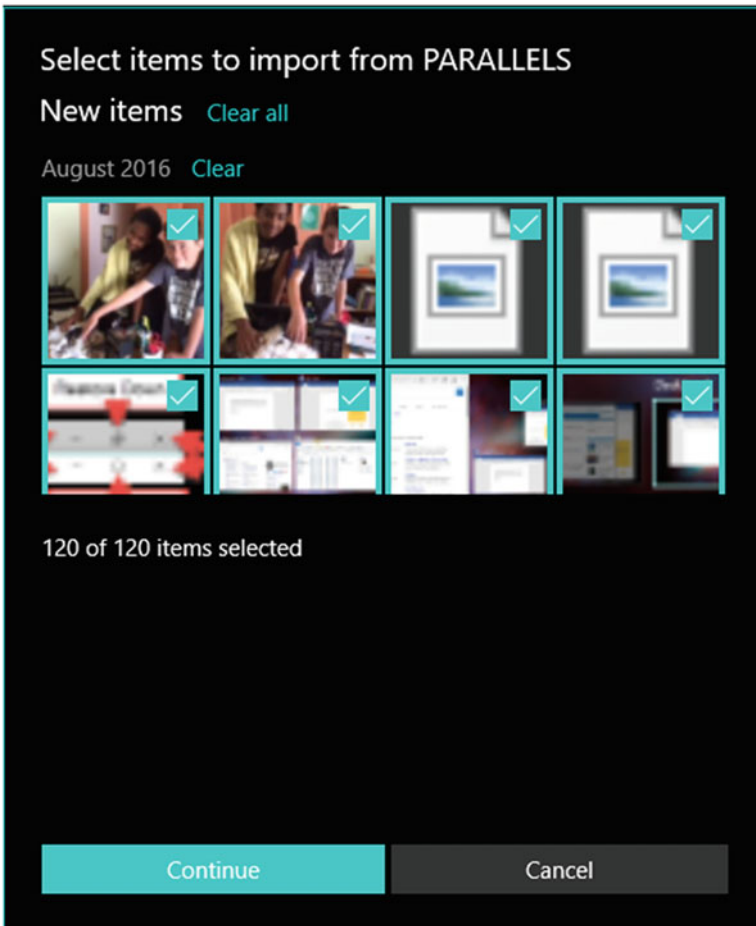 Select items to import from PARALLELS
New items Clear all
August 2016 Clear
120 of 120 items selected
Continue Cancel